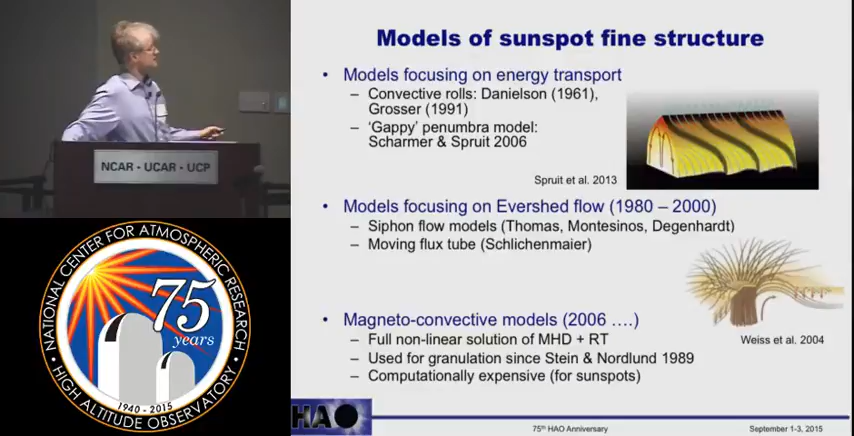 NCAR - UCAR - UCP
NATIONAL CENTER FOR ATMOSPHERIC RESEARCH
75
years
1940 - 2015
HIGH ALTITUDE OBSERVATORY
Models of sunspot fine structure
• Models focusing on energy transport
– Convective rolls: Danielson (1961),
Grosser (1991)
– ‘Gappy’ penumbra model:
Scharmer & Spruit 2006
Spruit et al. 2013
• Models focusing on Evershed flow (1980 – 2000)
– Siphon flow models (Thomas, Montesinos, Degenhardt)
– Moving flux tube (Schlichenmaier)
Weiss et al. 2004
• Magneto-convective models (2006 ….)
– Full non-linear solution of MHD + RT
– Used for granulation since Stein & Nordlund 1989
– Computationally expensive (for sunspots)
HAO
75th HAO Anniversary
September 1-3, 2015